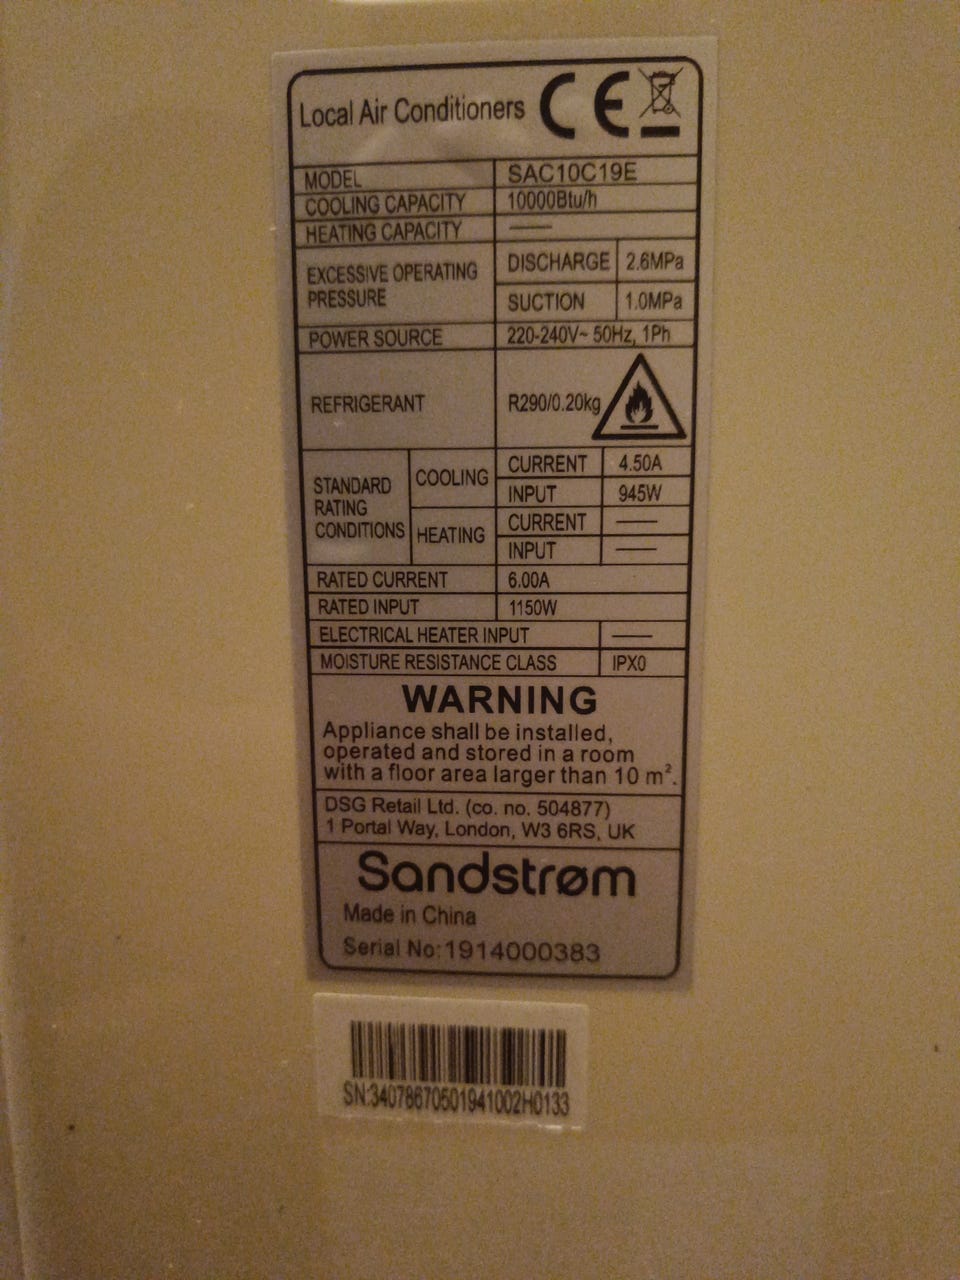 Local Air Conditioners CE
MODEL SAC10C19E
COOLING CAPACITY 10000Btu/h
HEATING CAPACITY ——
EXCESSIVE OPERATING PRESSURE DISCHARGE 2.6MPa
SUCTION 1.0MPa
POWER SOURCE 220-240V~ 50Hz, 1Ph
REFRIGERANT R290/0.20kg
STANDARD RATING CONDITIONS COOLING CURRENT 4.50A
INPUT 945W
HEATING CURRENT ——
INPUT ——
RATED CURRENT 6.00A
RATED INPUT 1150W
ELECTRICAL HEATER INPUT ——
MOISTURE RESISTANCE CLASS IPX0
WARNING
Appliance shall be installed,
operated and stored in a room
with a floor area larger than 10 m².
DSG Retail Ltd. (co. no. 504877)
1 Portal Way, London, W3 6RS, UK
Sandstrøm
Made in China
Serial No:1914000383
SN:34078670501941002H0133